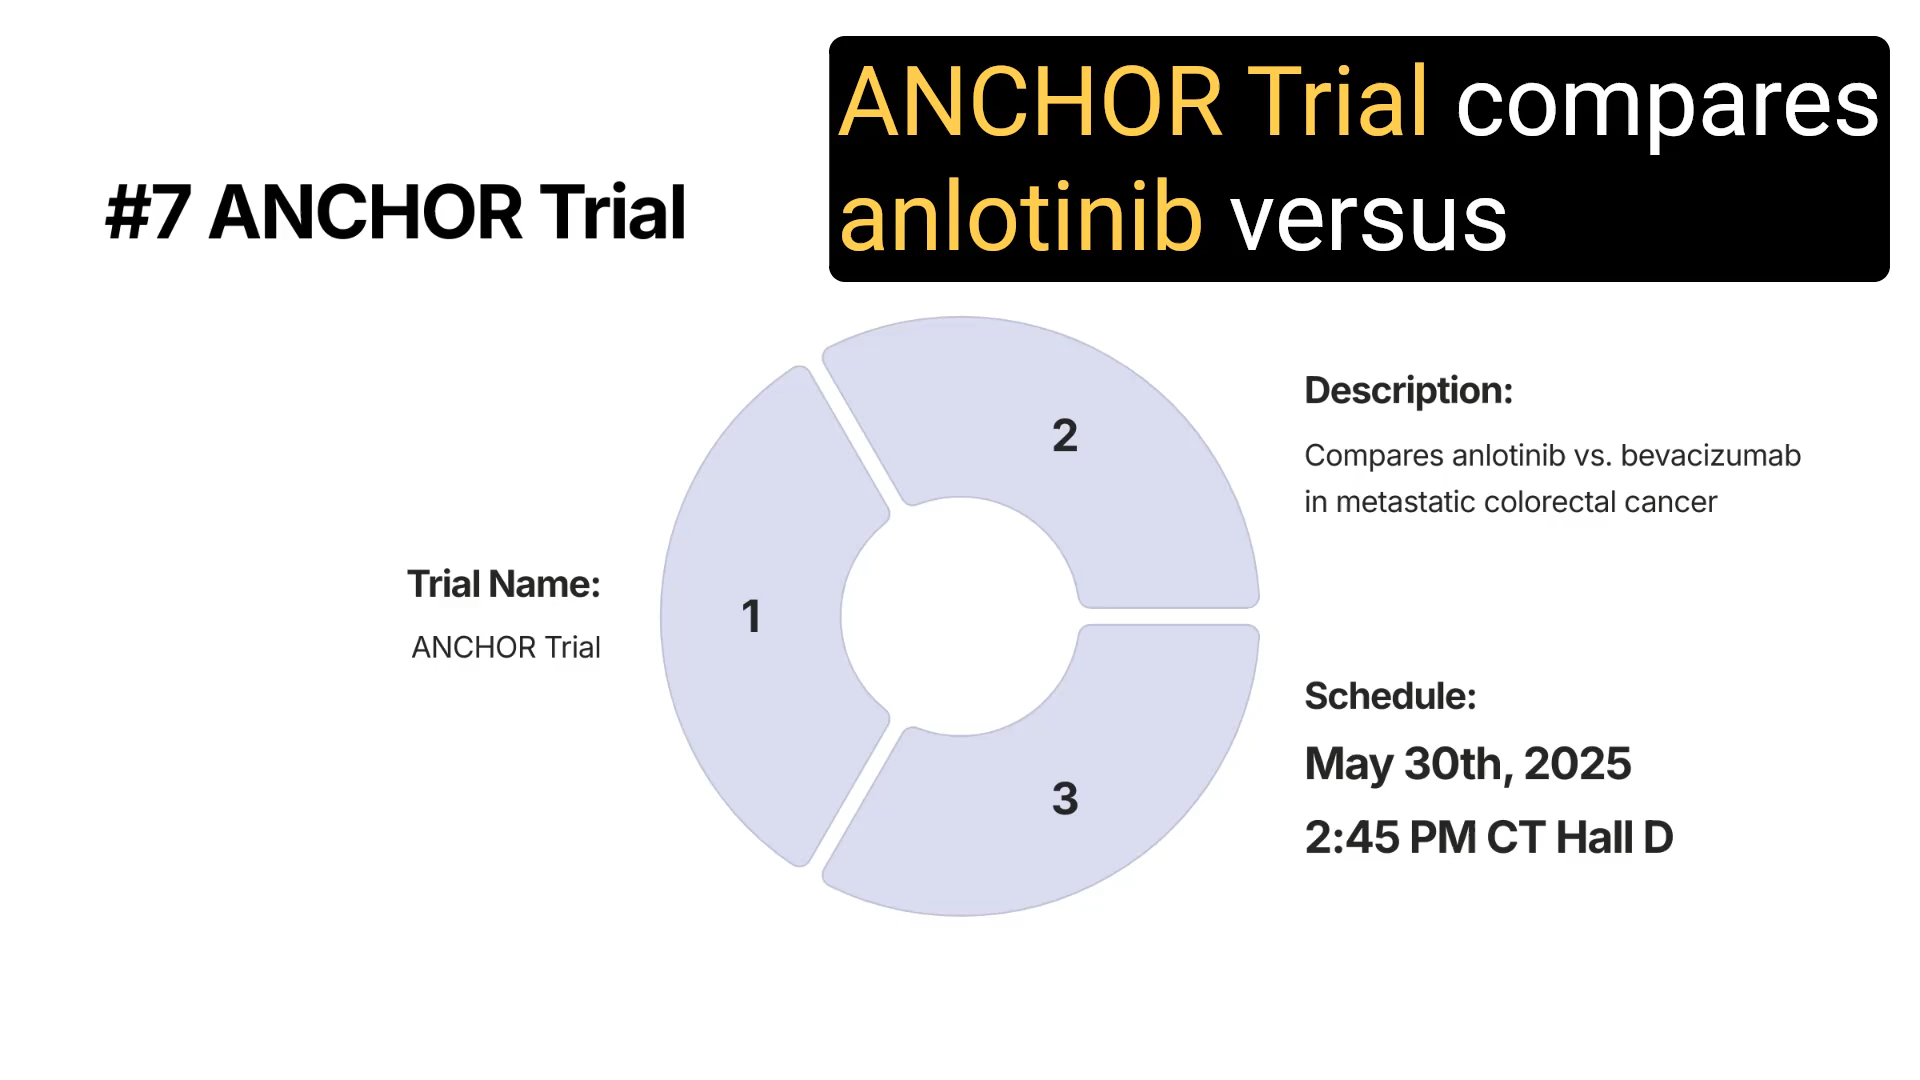 #7 ANCHOR Trial
ANCHOR Trial compares
anlotinib versus
1
Trial Name:
ANCHOR Trial
2
Description:
Compares anlotinib vs. bevacizumab
in metastatic colorectal cancer
3
Schedule:
May 30th, 2025
2:45 PM CT Hall D